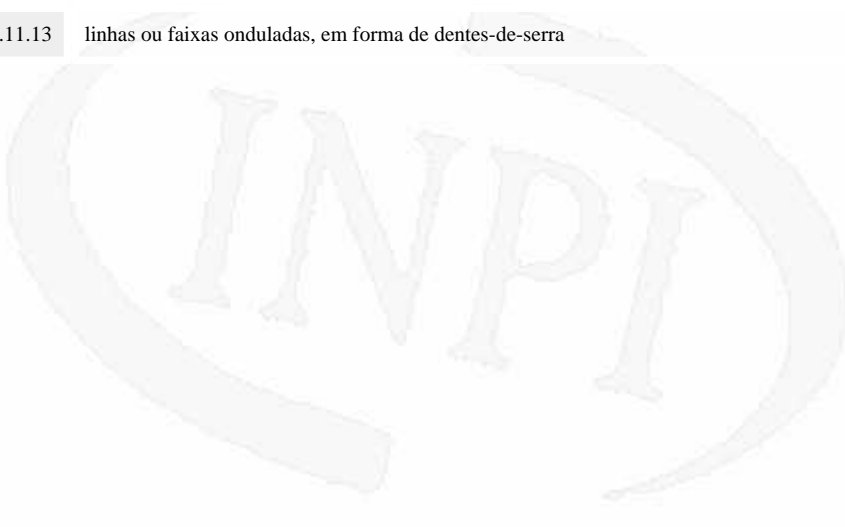 .11.13 linhas ou faixas onduladas, em forma de dentes-de-serra
INPI